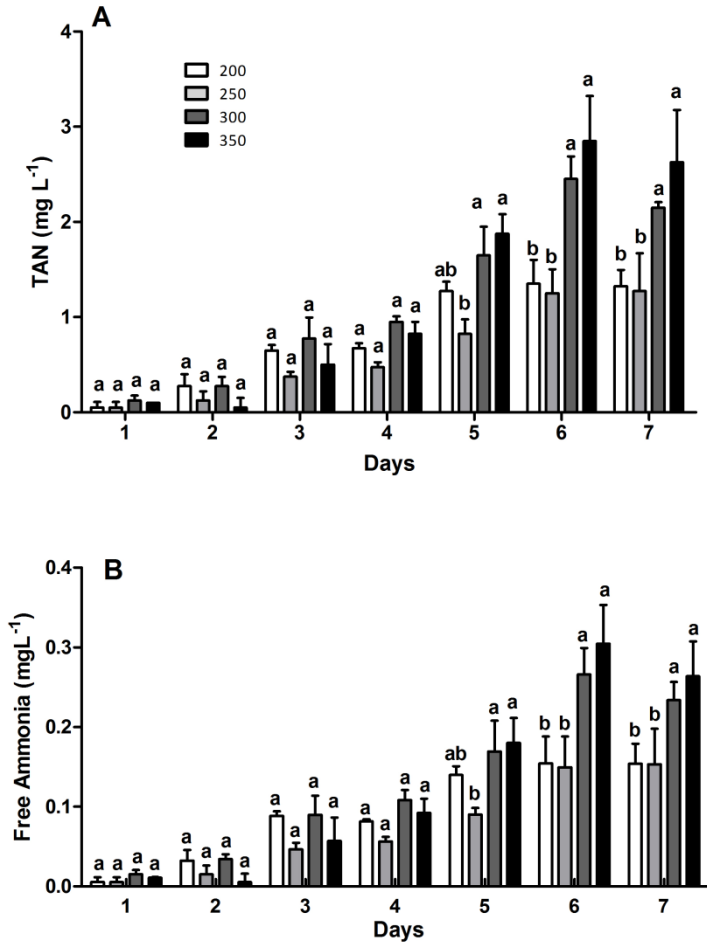 A
4
3
2
1
0
TAN (mg L⁻¹)
200
250
300
350
a a a a
a a a a
a a a a
a a a a
ab b a a
b b a a
b b a a
1 2 3 4 5 6 7
Days
B
0.4
0.3
0.2
0.1
0.0
Free Ammonia (mgL⁻¹)
a a a a
a a a a
a a a a
a a a a
ab b a a
b b a a
b b a a
1 2 3 4 5 6 7
Days